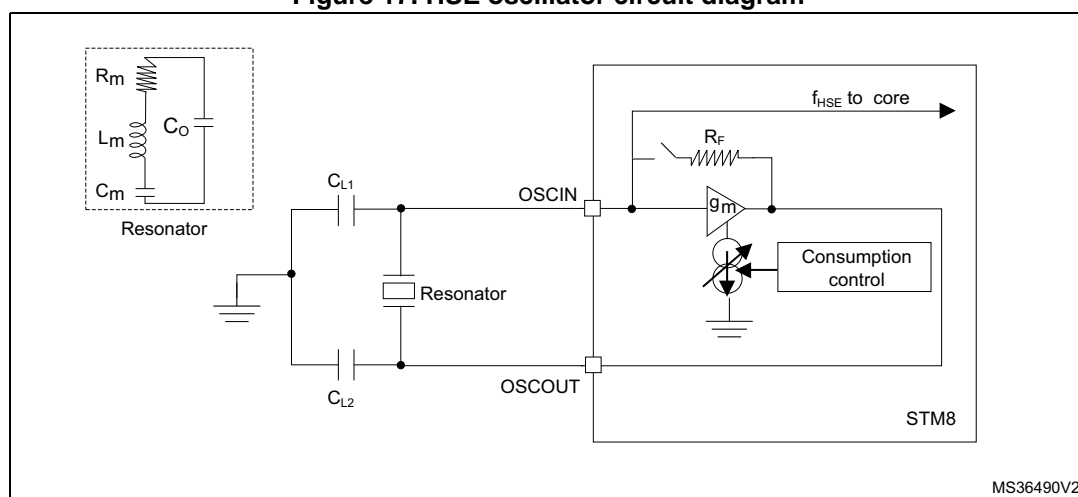 Figure 17. HSE oscillator circuit diagram
Rm
Lm
CO
Cm
Resonator
CL1
CL2
Resonator
OSCIN
OSCOUT
fHSE to core
RF
gm
Consumption
control
STM8
MS36490V2